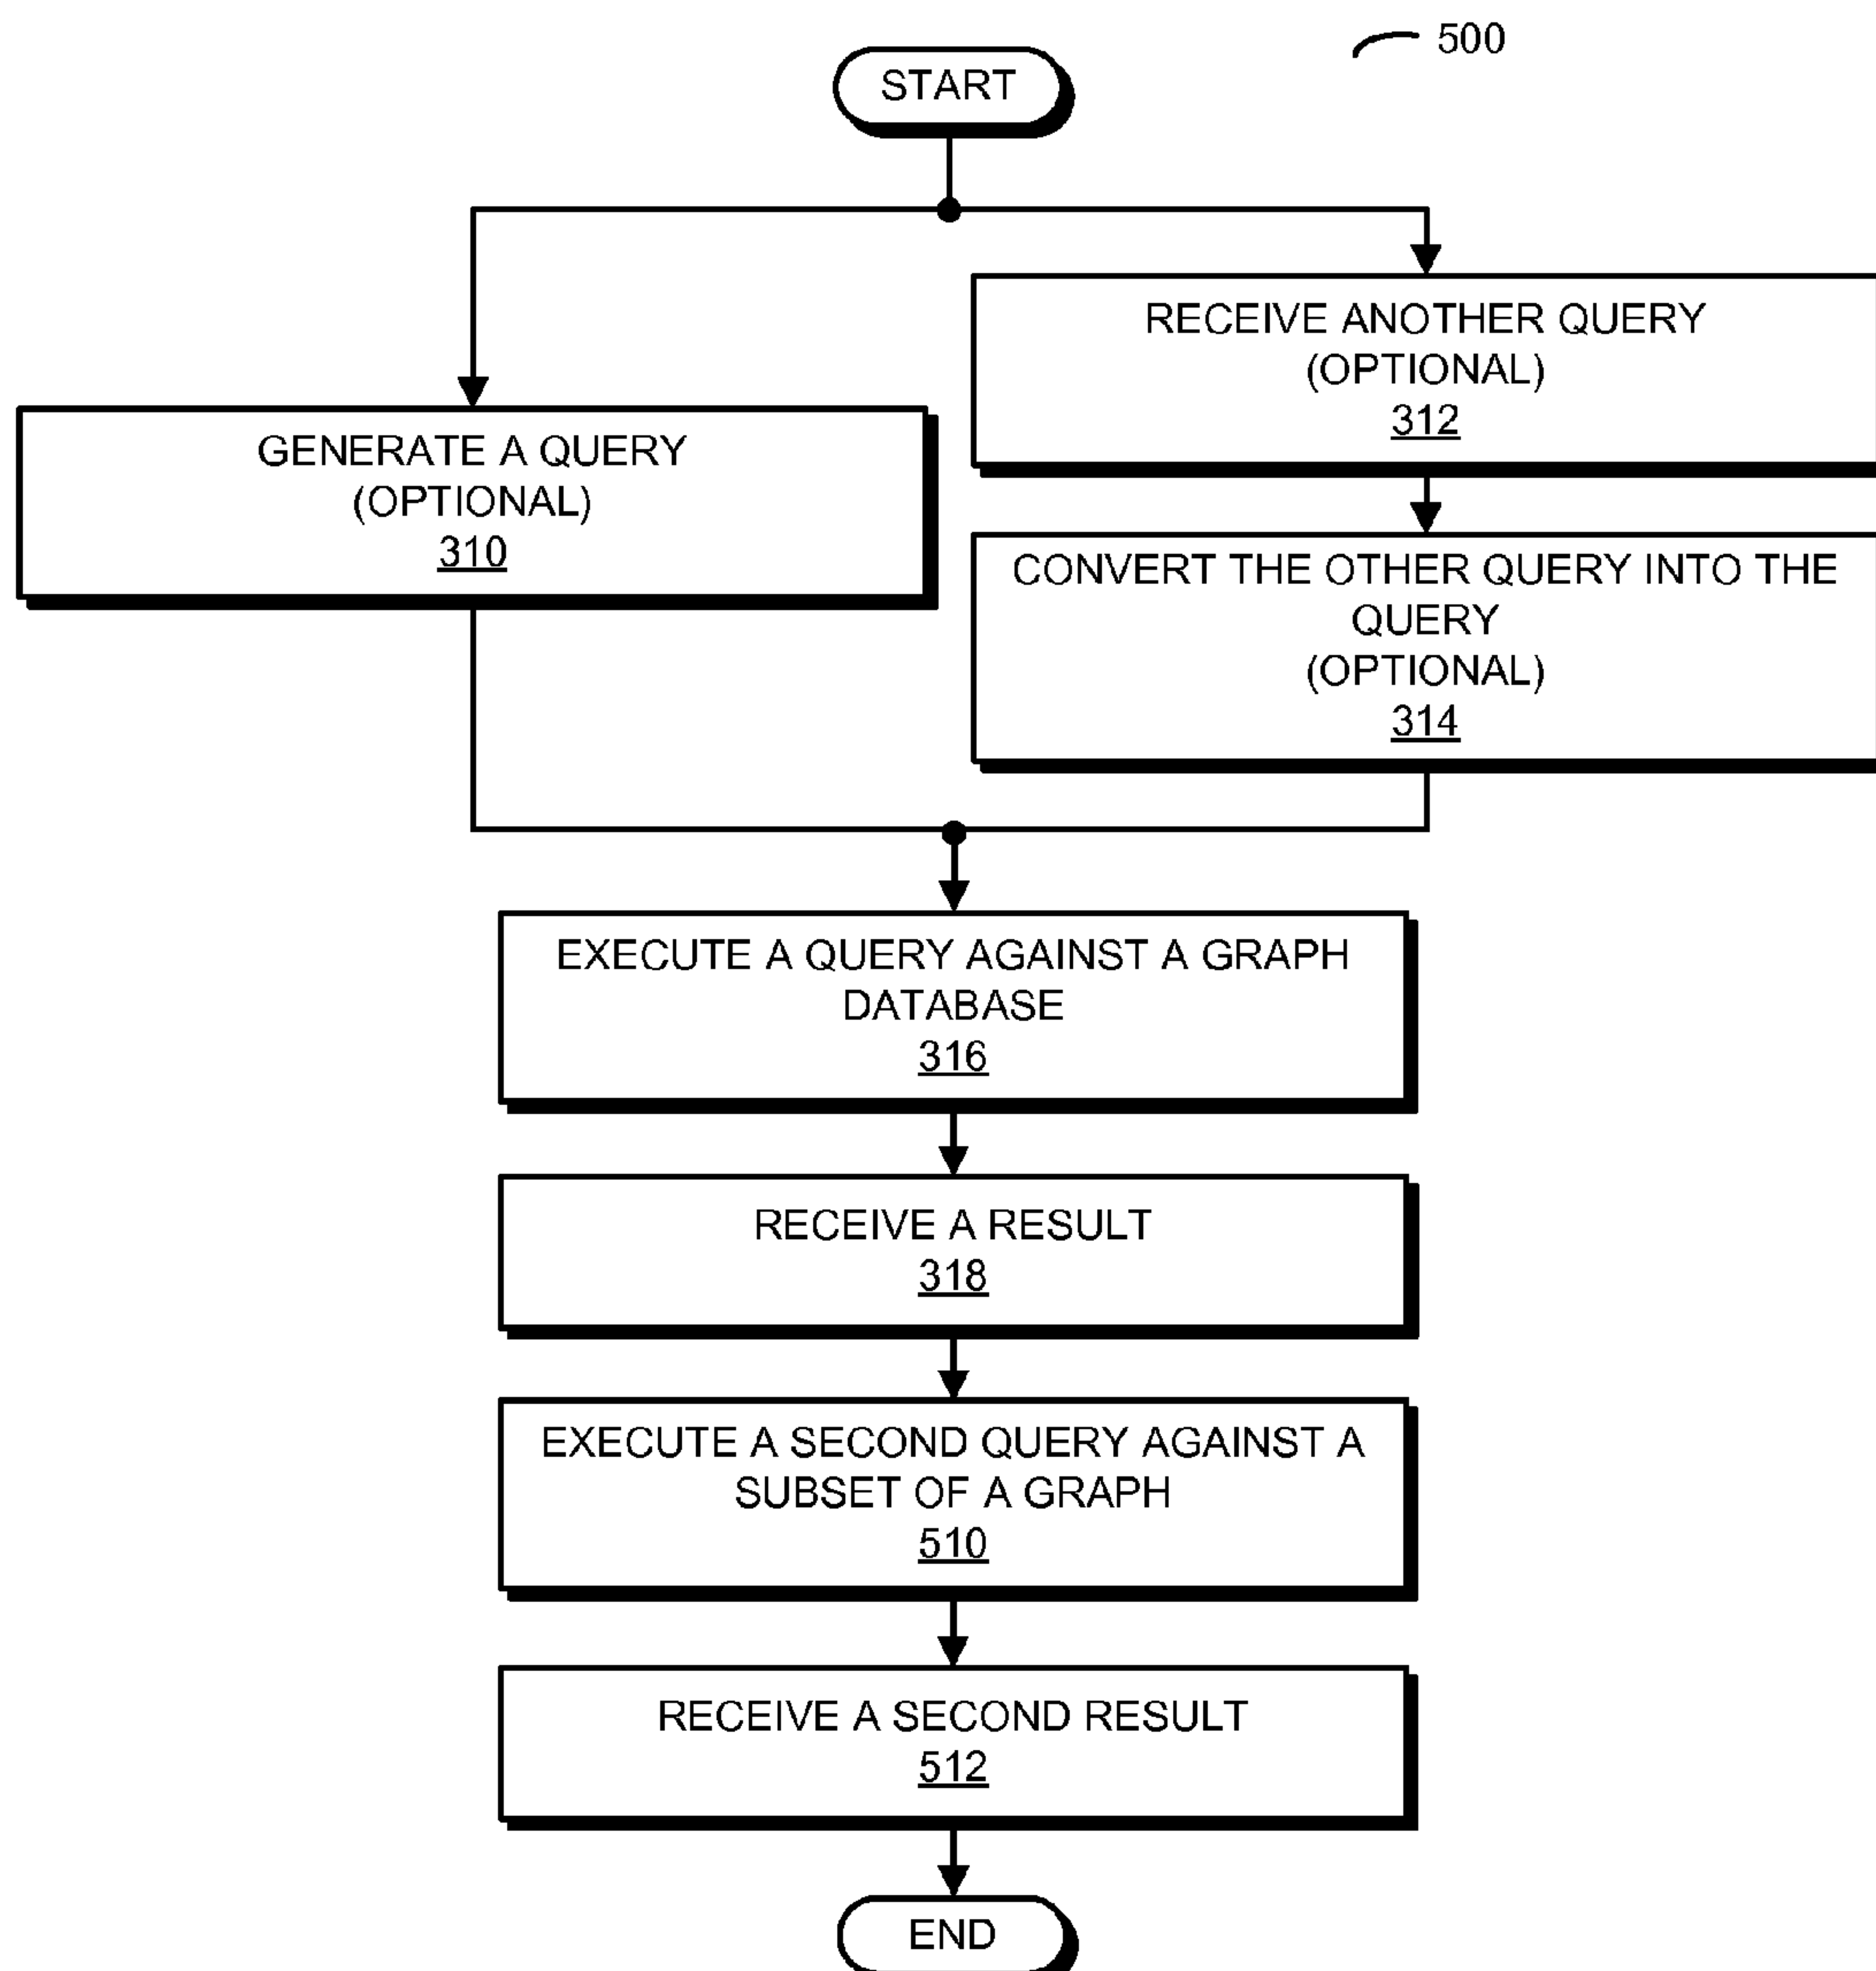 500
START
RECEIVE ANOTHER QUERY
(OPTIONAL)
312
GENERATE A QUERY
(OPTIONAL)
310
CONVERT THE OTHER QUERY INTO THE
QUERY
(OPTIONAL)
314
EXECUTE A QUERY AGAINST A GRAPH
DATABASE
316
RECEIVE A RESULT
318
EXECUTE A SECOND QUERY AGAINST A
SUBSET OF A GRAPH
510
RECEIVE A SECOND RESULT
512
END